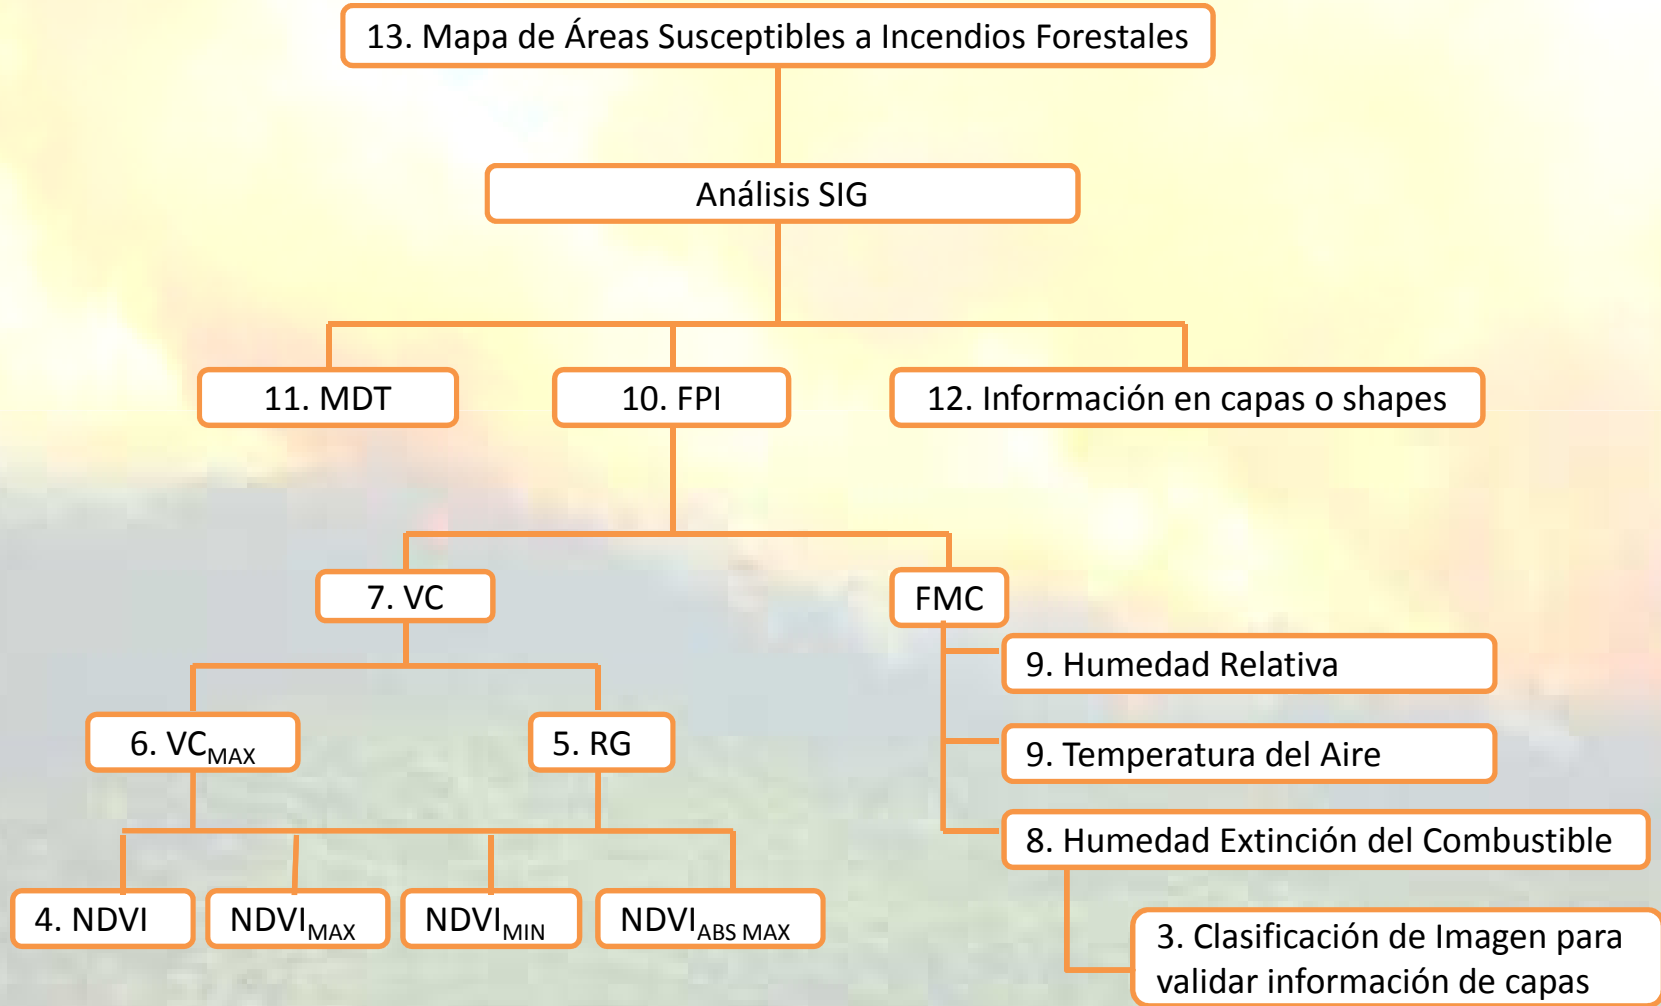 13. Mapa de Áreas Susceptibles a Incendios Forestales
Análisis SIG
11. MDT
10. FPI
12. Información en capas o shapes
7. VC
FMC
9. Humedad Relativa
6. VCMAX
5. RG
9. Temperatura del Aire
8. Humedad Extinción del Combustible
4. NDVI
NDVIMAX
NDVIMIN
NDVIABS MAX
3. Clasificación de Imagen para
validar información de capas